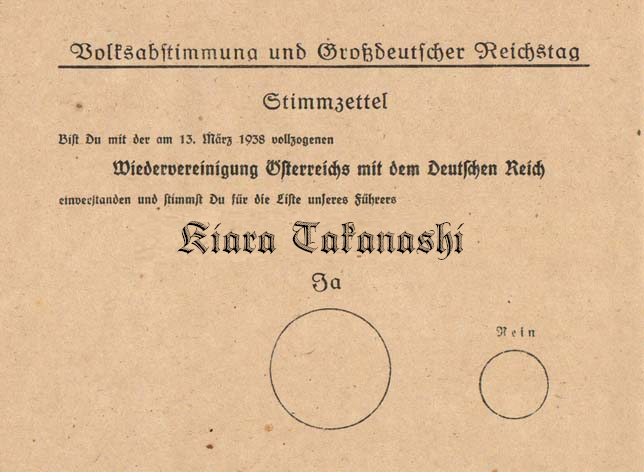 Volksabstimmung und Großdeutscher Reichstag
Stimmzettel
Bist Du mit der am 13. März 1938 vollzogenen
Wiedervereinigung Österreichs mit dem Deutschen Reich
einverstanden und stimmst Du für die Liste unseres Führers
Kiara Takanashi
Ja
Nein